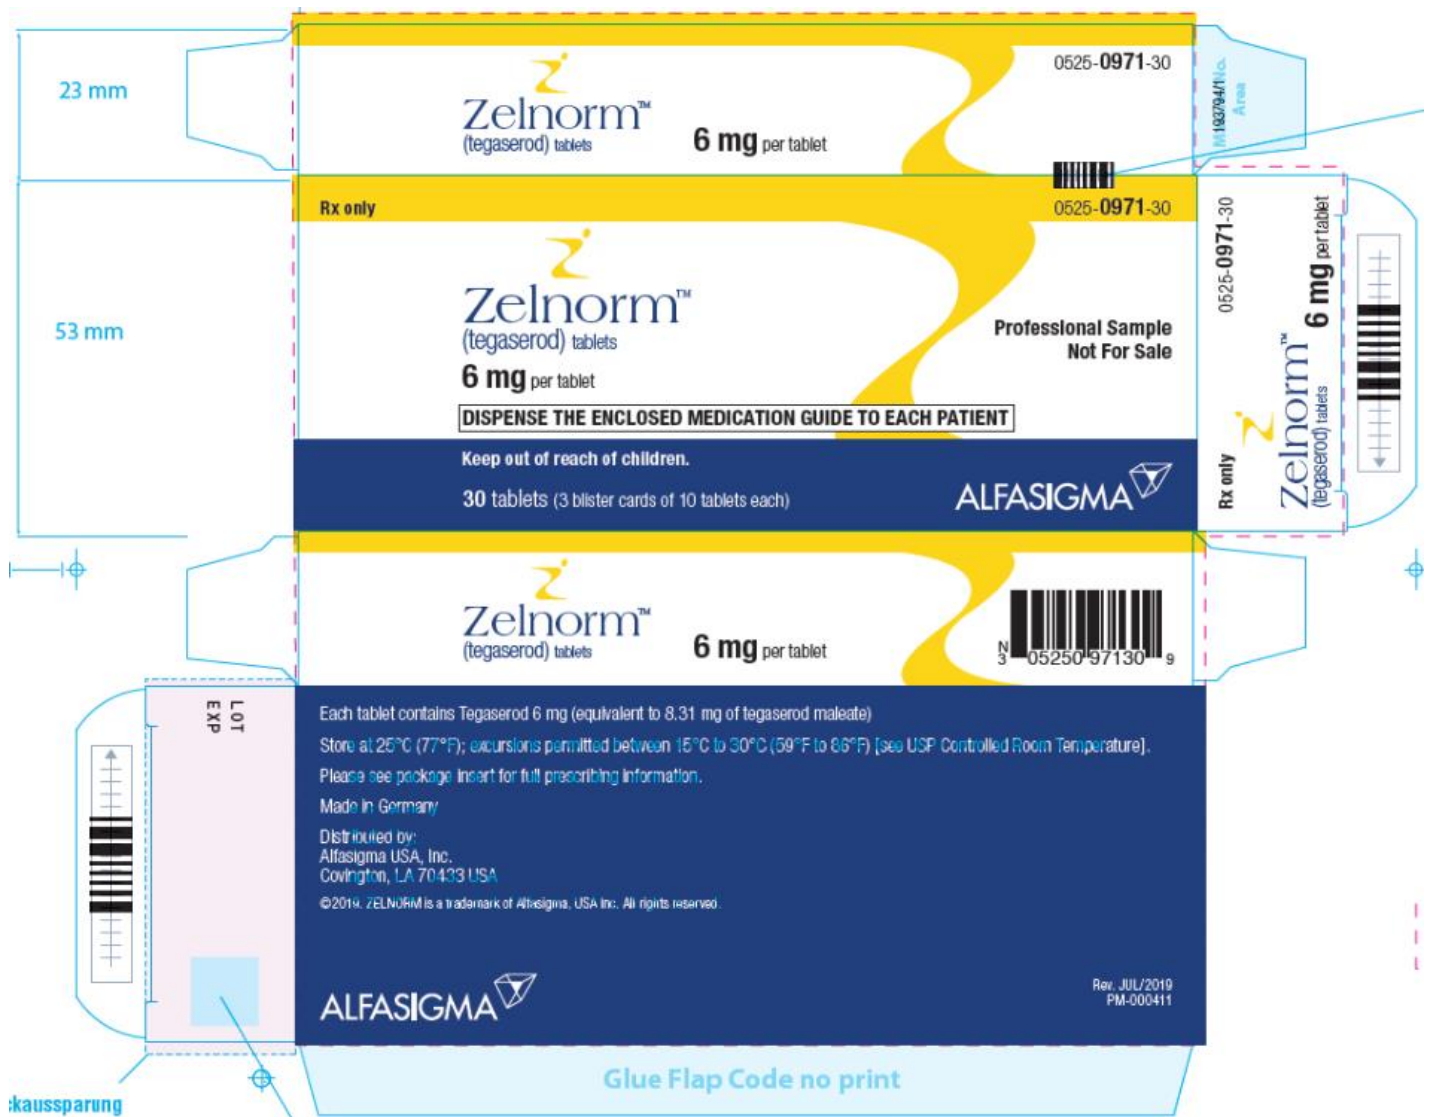 23 mm
Zelnorm™
(tegaserod) tablets
6 mg per tablet
0525-0971-30
M193794/1No.
Area
53 mm
Rx only
0525-0971-30
Zelnorm™
(tegaserod) tablets
6 mg per tablet
Professional Sample
Not For Sale
DISPENSE THE ENCLOSED MEDICATION GUIDE TO EACH PATIENT
Keep out of reach of children.
30 tablets (3 blister cards of 10 tablets each)
ALFASIGMA
0525-0971-30
6 mg per tablet
Rx only
Zelnorm™
(tegaserod) tablets
Zelnorm™
(tegaserod) tablets
6 mg per tablet
N
3 05250 97130 9
LOT
EXP
Each tablet contains Tegaserod 6 mg (equivalent to 8.31 mg of tegaserod maleate)
Store at 25°C (77°F); excursions permitted between 15°C to 30°C (59°F to 86°F) [see USP Controlled Room Temperature].
Please see package insert for full prescribing information.
Made in Germany
Distributed by:
Alfasigma USA, Inc.
Covington, LA 70433 USA
©2019. ZELNORM is a trademark of Alfasigma, USA Inc. All rights reserved.
ALFASIGMA
Rev. JUL/2019
PM-000411
Glue Flap Code no print
ckaussparung